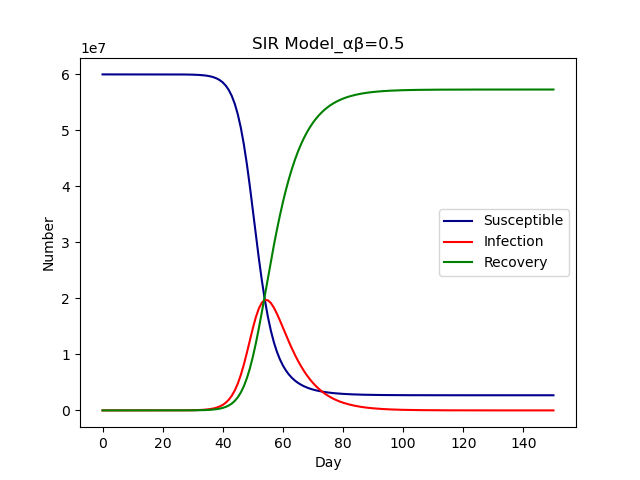 SIR Model_αβ=0.5
1e7
6
5
4
3
2
1
0
Number
Susceptible
Infection
Recovery
0 20 40 60 80 100 120 140
Day